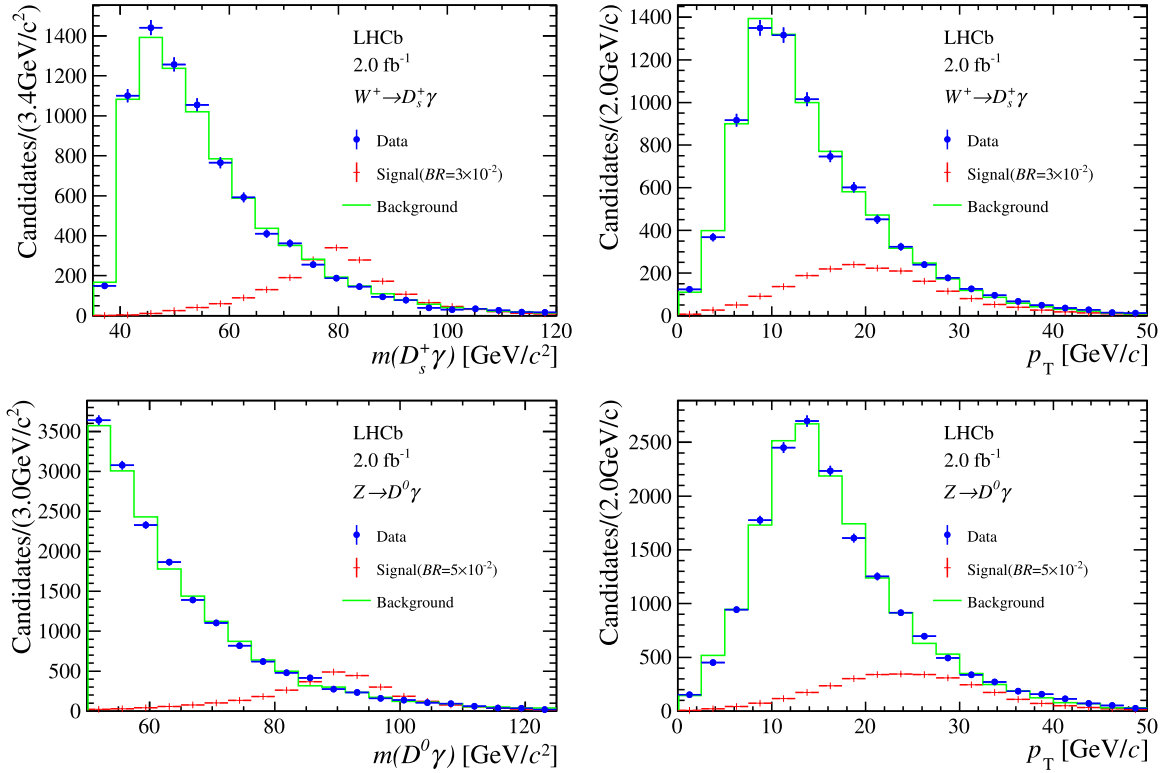 Candidates/(3.4GeV/c²)
1400
1200
1000
800
600
400
200
0
LHCb
2.0 fb⁻¹
W⁺→D⁺ₛγ
Data
Signal(BR=3×10⁻²)
Background
40 60 80 100 120
m(D⁺ₛγ) [GeV/c²]
Candidates/(2.0GeV/c)
1400
1200
1000
800
600
400
200
0
LHCb
2.0 fb⁻¹
W⁺→D⁺ₛγ
Data
Signal(BR=3×10⁻²)
Background
0 10 20 30 40 50
p_T [GeV/c]
Candidates/(3.0GeV/c²)
3500
3000
2500
2000
1500
1000
500
0
LHCb
2.0 fb⁻¹
Z→D⁰γ
Data
Signal(BR=5×10⁻²)
Background
60 80 100 120
m(D⁰γ) [GeV/c²]
Candidates/(2.0GeV/c)
2500
2000
1500
1000
500
0
LHCb
2.0 fb⁻¹
Z→D⁰γ
Data
Signal(BR=5×10⁻²)
Background
0 10 20 30 40 50
p_T [GeV/c]